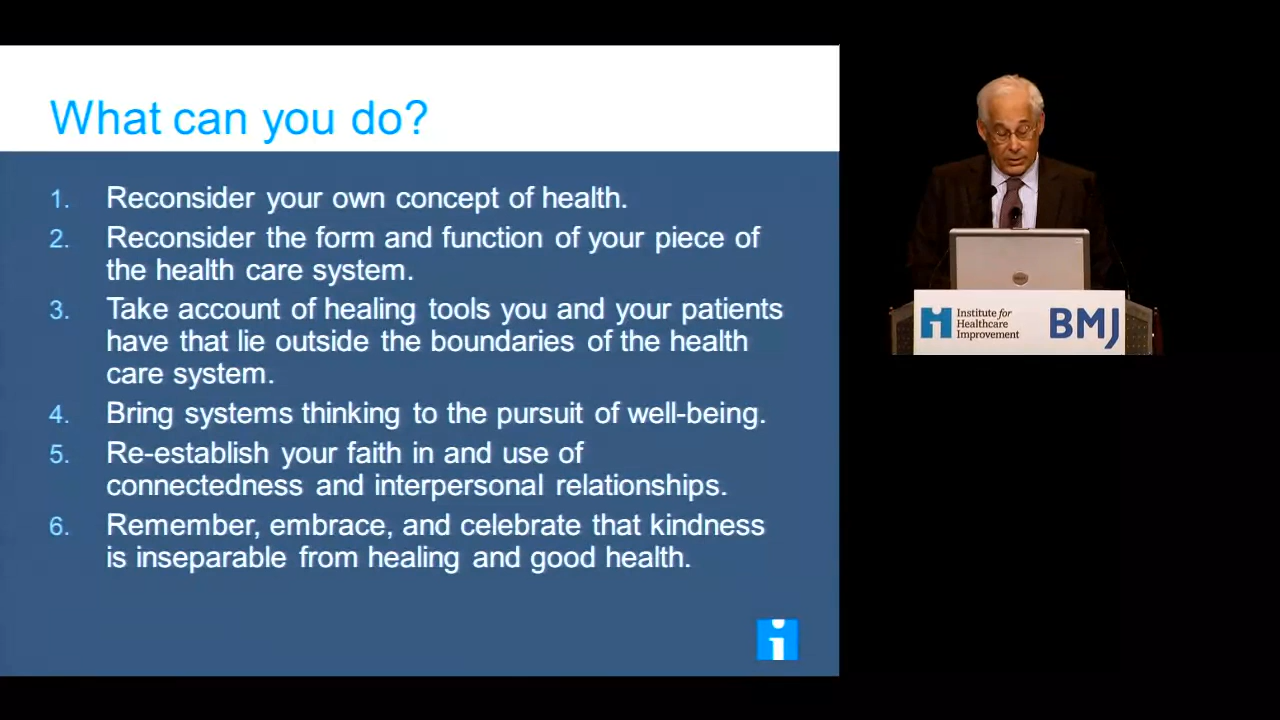 What can you do?
1. Reconsider your own concept of health.
2. Reconsider the form and function of your piece of
the health care system.
3. Take account of healing tools you and your patients
have that lie outside the boundaries of the health
care system.
4. Bring systems thinking to the pursuit of well-being.
5. Re-establish your faith in and use of
connectedness and interpersonal relationships.
6. Remember, embrace, and celebrate that kindness
is inseparable from healing and good health.
i
Institute for
Healthcare
Improvement
BMJ